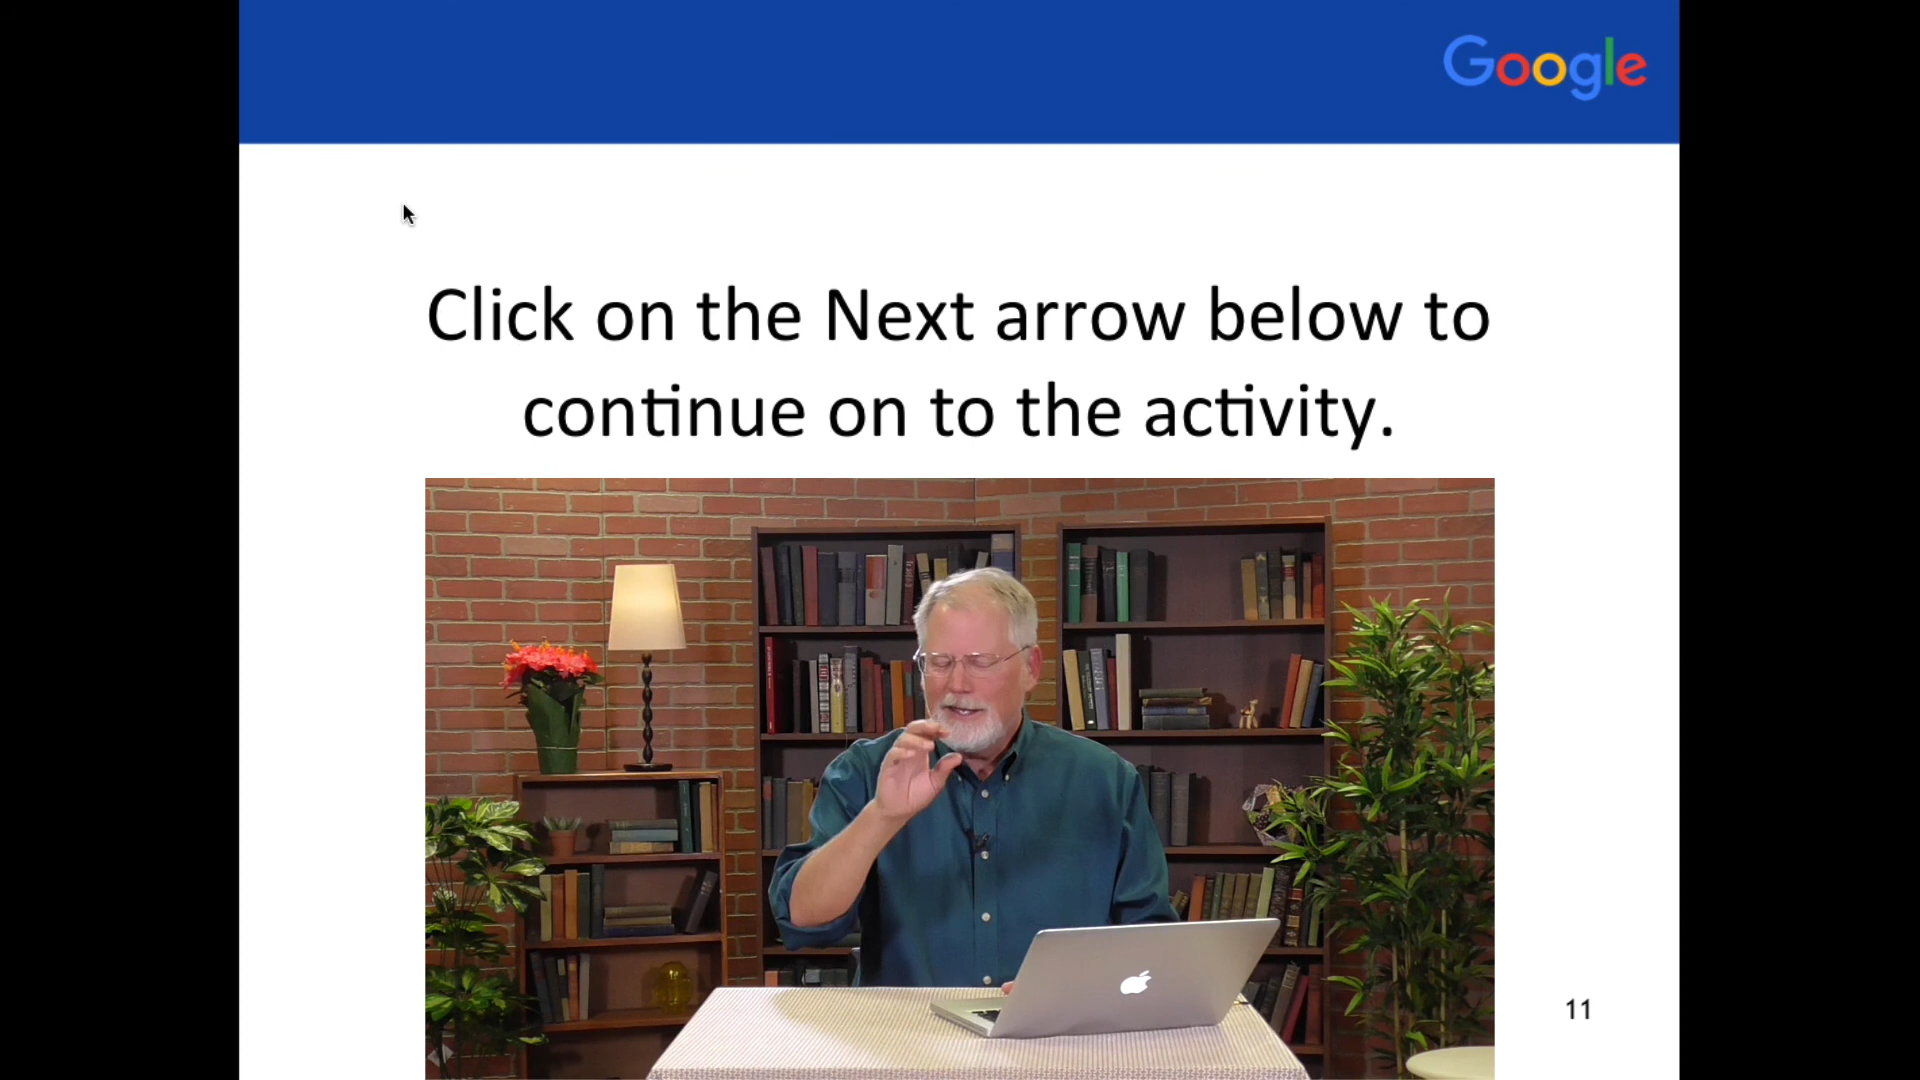 Google
Click on the Next arrow below to
continue on to the activity.
11